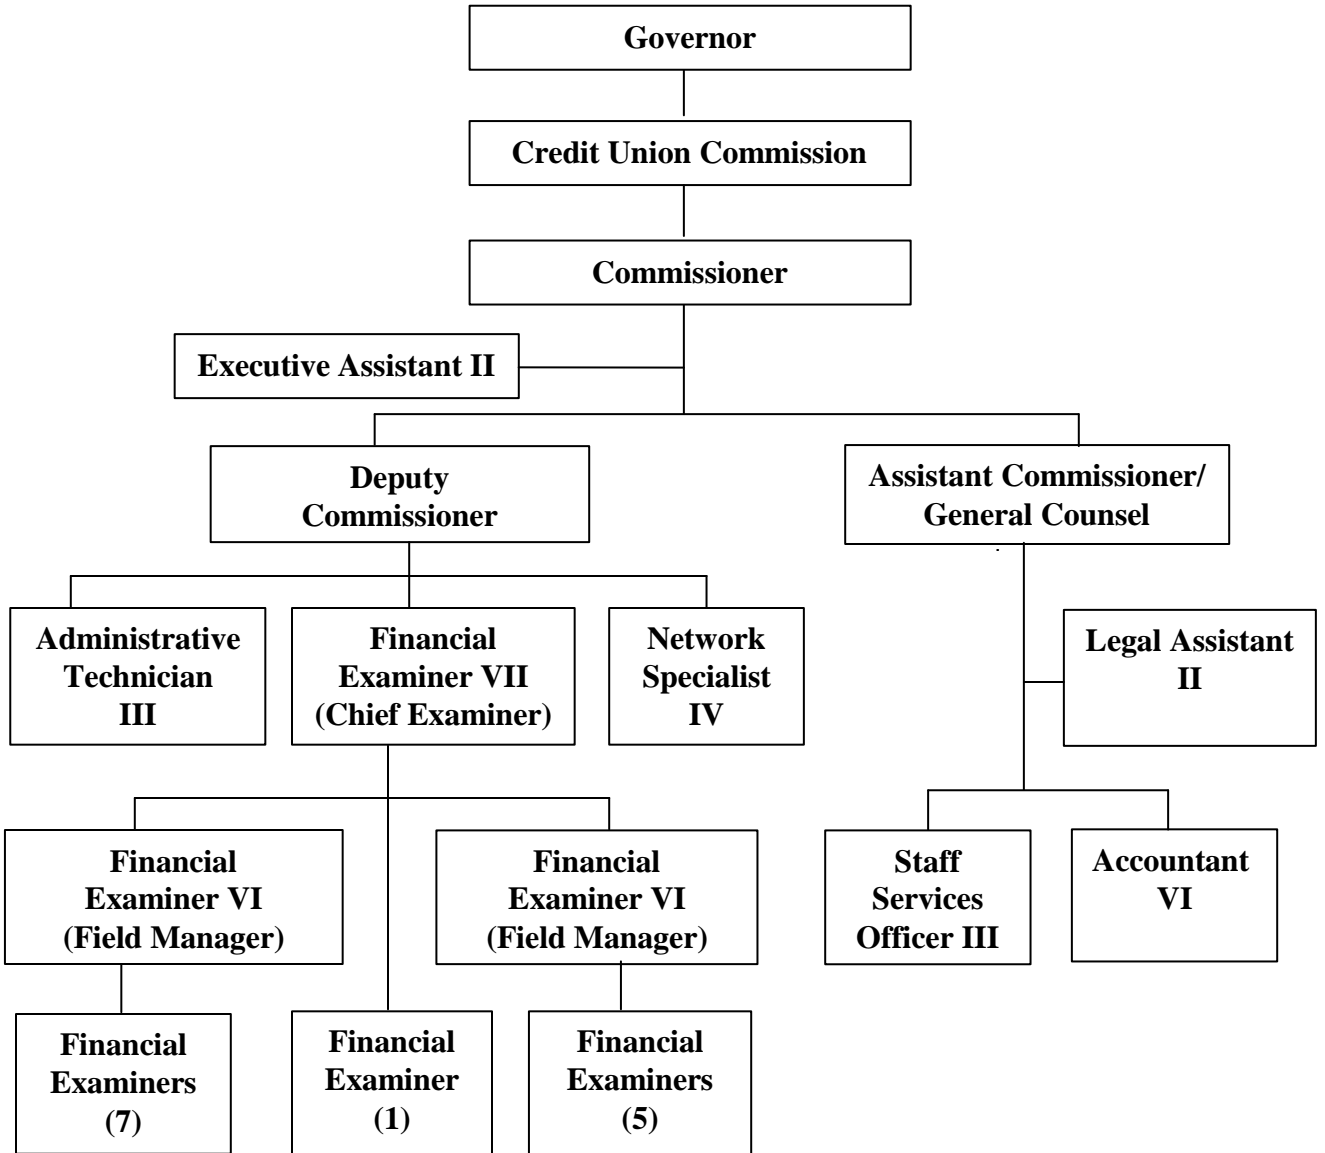 Governor
Credit Union Commission
Commissioner
Executive Assistant II
Deputy
Commissioner
Assistant Commissioner/
General Counsel
Administrative
Technician
III
Financial
Examiner VII
(Chief Examiner)
Network
Specialist
IV
Legal Assistant
II
Financial
Examiner VI
(Field Manager)
Financial
Examiner VI
(Field Manager)
Staff
Services
Officer III
Accountant
VI
Financial
Examiners
(7)
Financial
Examiner
(1)
Financial
Examiners
(5)